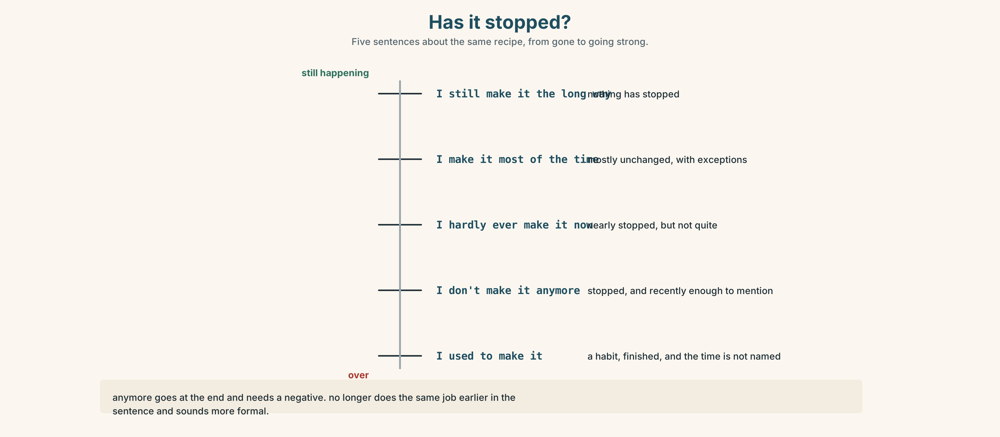 Has it stopped?
Five sentences about the same recipe, from gone to going strong.
still happening
I still make it the long way nothing has stopped
I make it most of the time mostly unchanged, with exceptions
I hardly ever make it now nearly stopped, but not quite
I don't make it anymore stopped, and recently enough to mention
I used to make it a habit, finished, and the time is not named
over
anymore goes at the end and needs a negative. no longer does the same job earlier in the
sentence and sounds more formal.